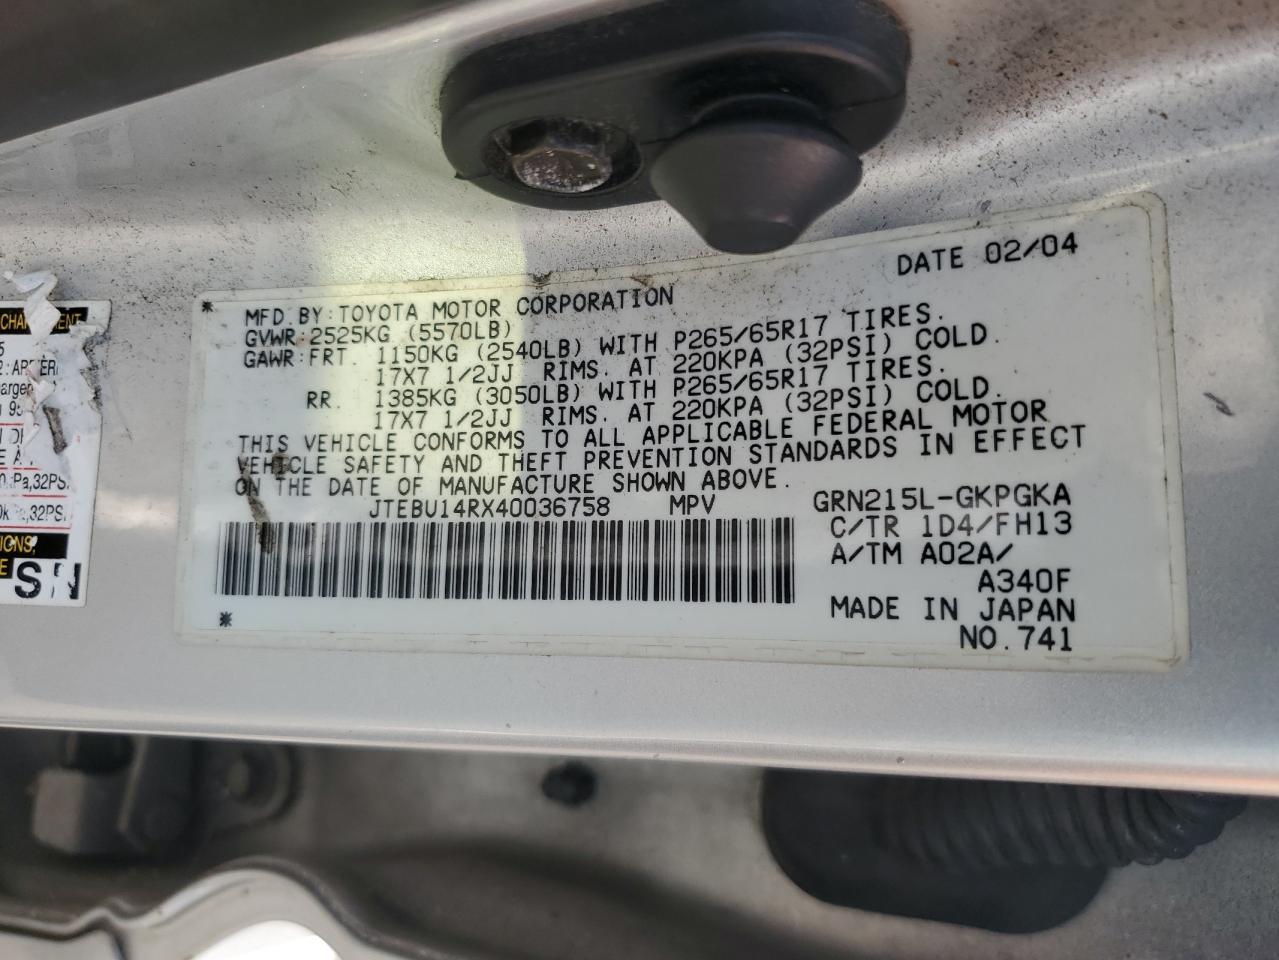 DATE 02/04
* MFD. BY: TOYOTA MOTOR CORPORATION
GVWR: 2525KG (5570LB)
GAWR: FRT. 1150KG (2540LB) WITH P265/65R17 TIRES.
17X7 1/2JJ RIMS. AT 220KPA (32PSI) COLD.
RR. 1385KG (3050LB) WITH P265/65R17 TIRES.
17X7 1/2JJ RIMS. AT 220KPA (32PSI) COLD.
THIS VEHICLE CONFORMS TO ALL APPLICABLE FEDERAL MOTOR
VEHICLE SAFETY AND THEFT PREVENTION STANDARDS IN EFFECT
ON THE DATE OF MANUFACTURE SHOWN ABOVE.
JTEBU14RX40036758 MPV GRN215L-GKPGKA
C/TR 1D4/FH13
A/TM A02A/
A340F
* MADE IN JAPAN
NO. 741
kPa,32PS
,32PS